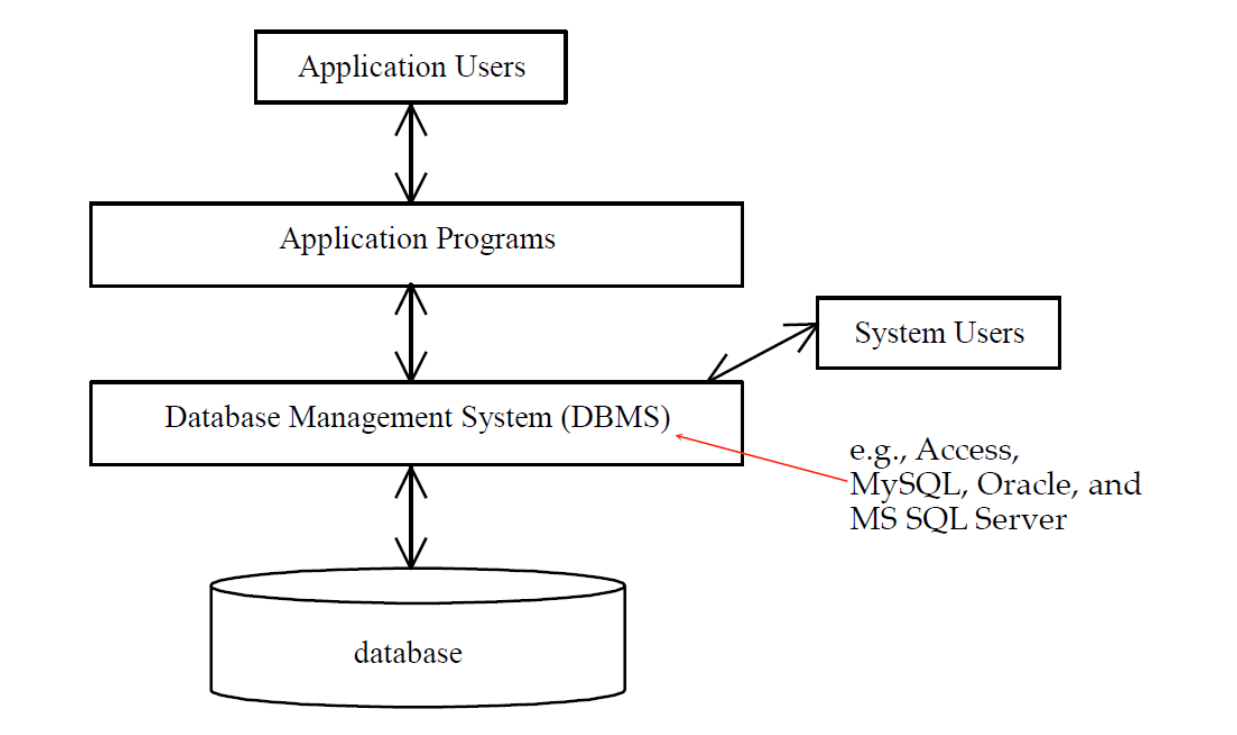 Application Users
Application Programs
System Users
Database Management System (DBMS)
e.g., Access,
MySQL, Oracle, and
MS SQL Server
database